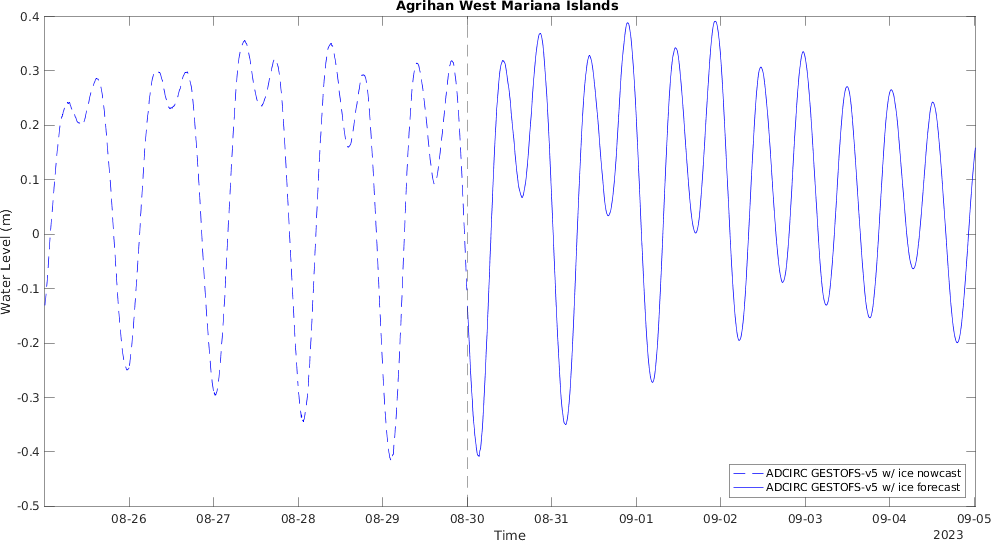 Agrihan West Mariana Islands
0.4
0.3
0.2
0.1
0
-0.1
-0.2
-0.3
-0.4
-0.5
Water Level (m)
ADCIRC GESTOFS-v5 w/ ice nowcast
ADCIRC GESTOFS-v5 w/ ice forecast
08-26 08-27 08-28 08-29 08-30 08-31 09-01 09-02 09-03 09-04 09-05
Time
2023